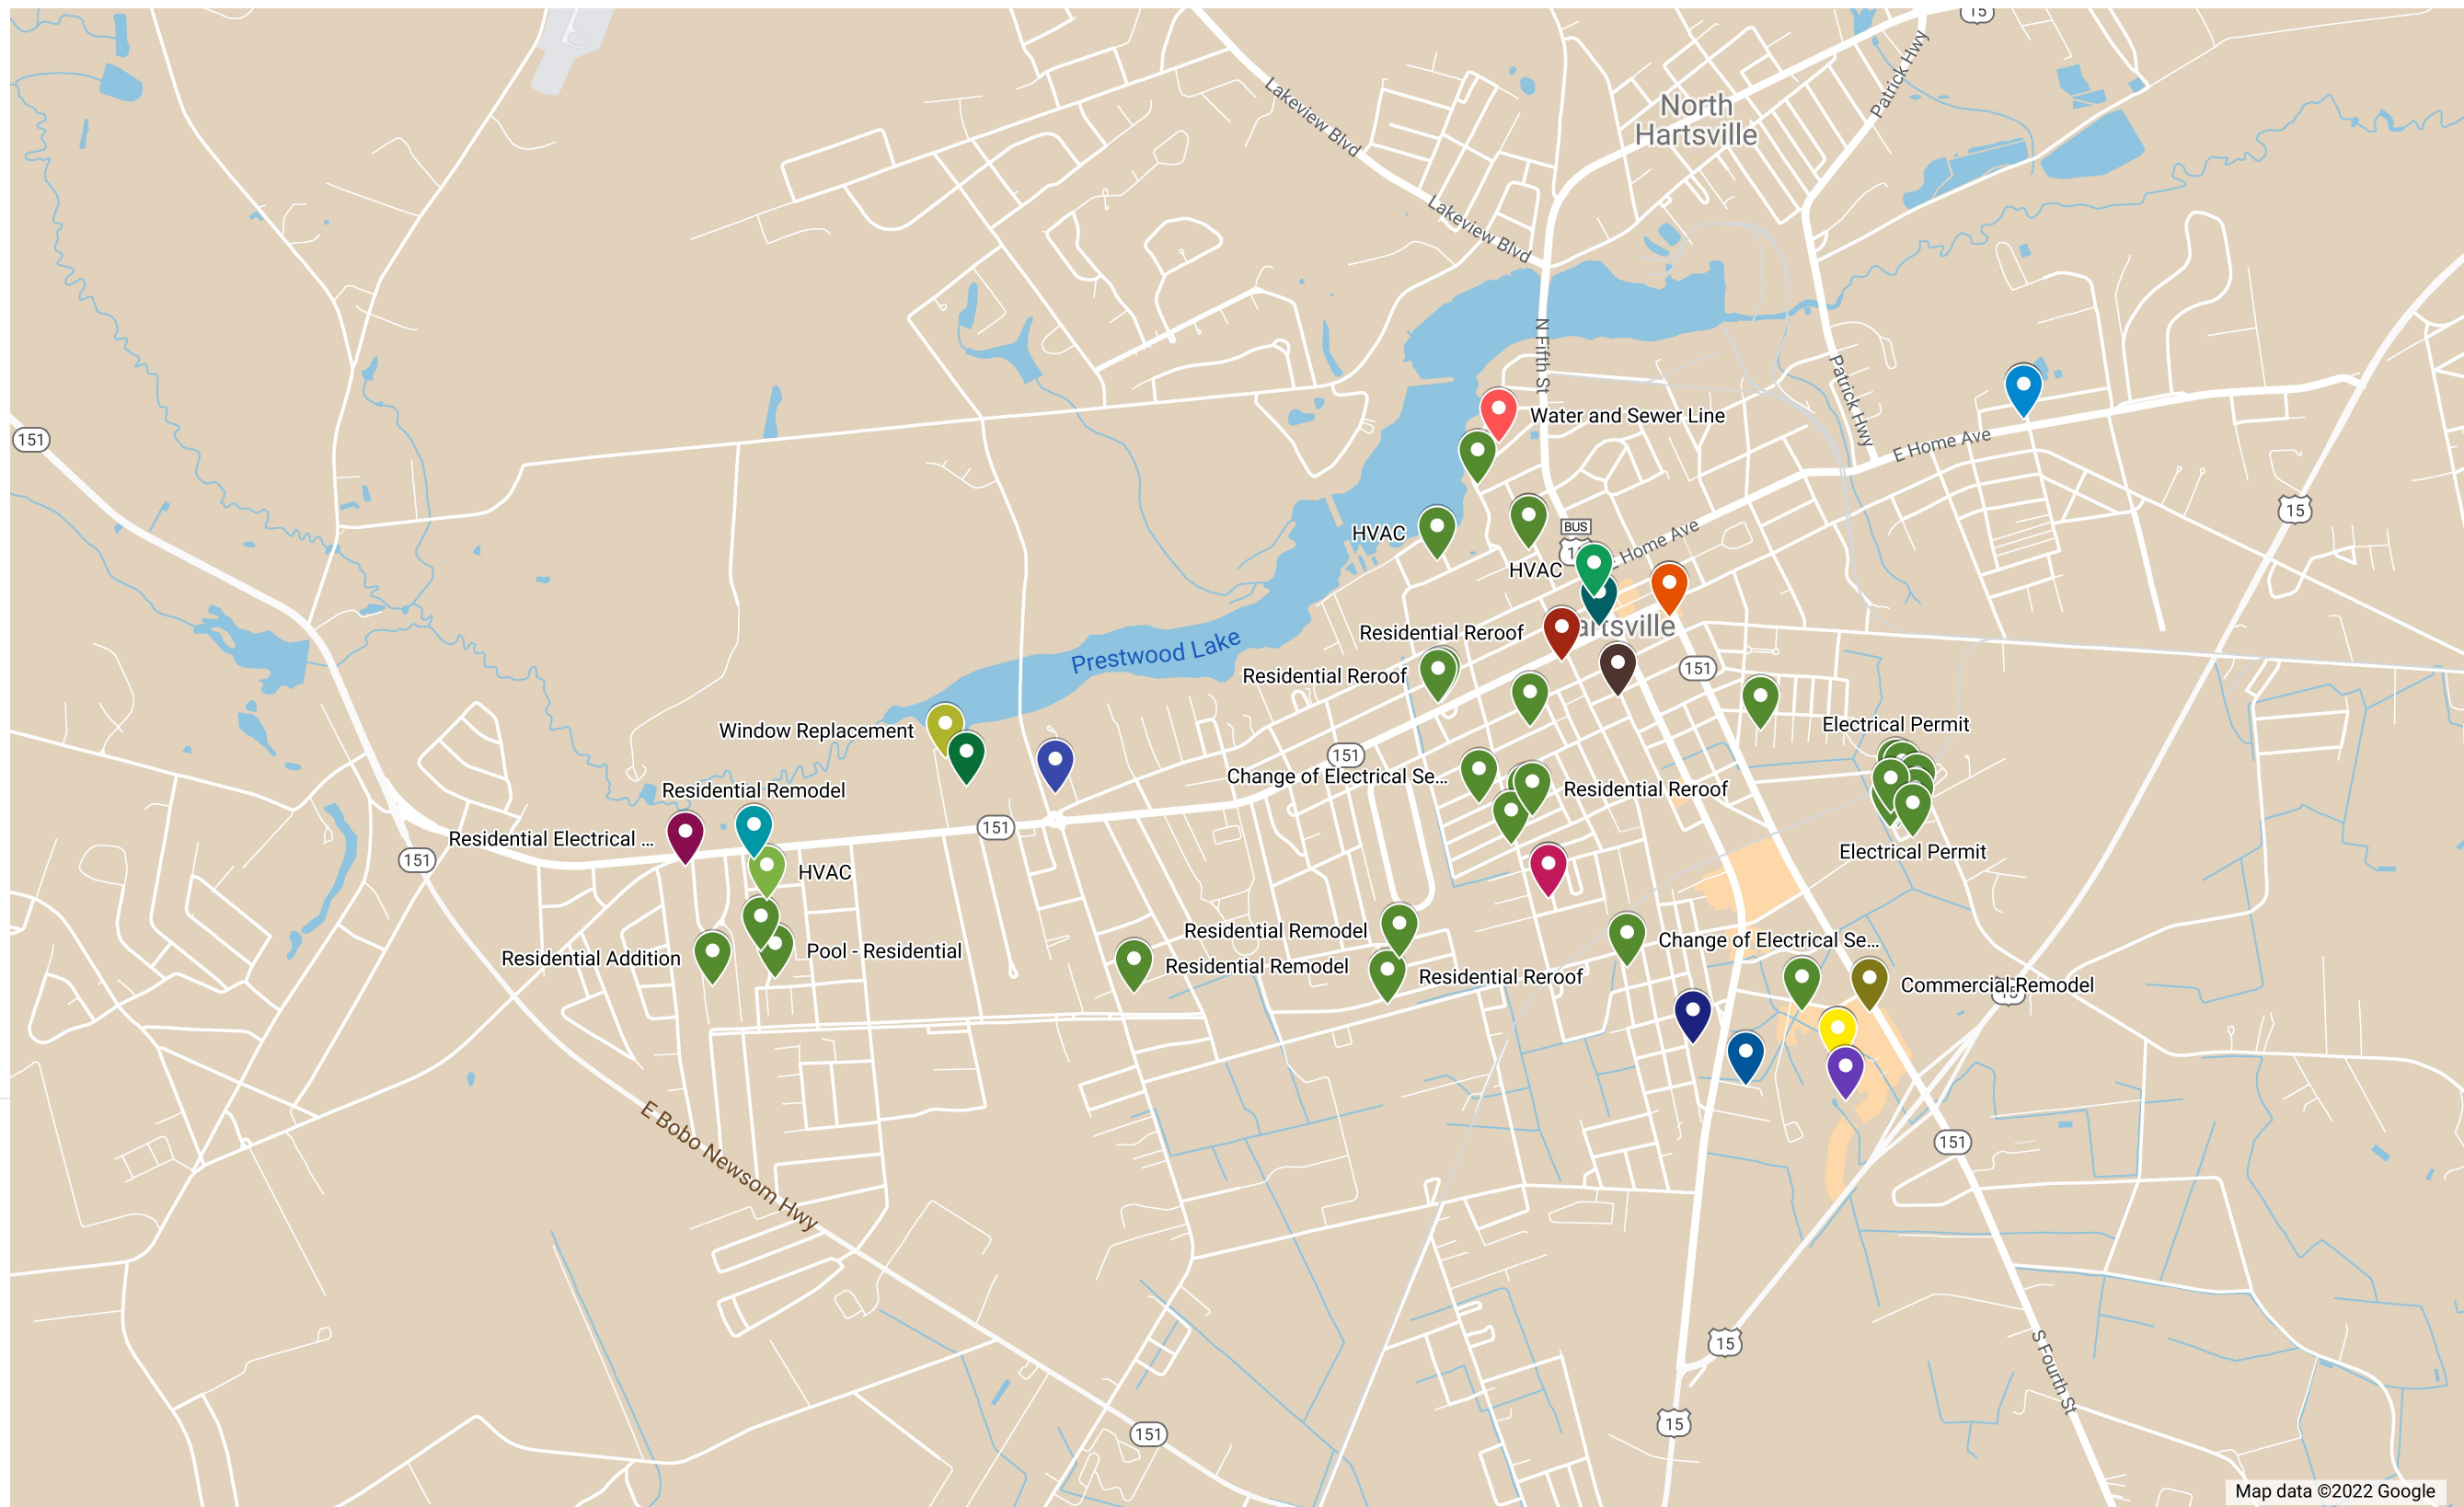 15
Lakeview Blvd
North
Hartsville
Patrick Hwy
Lakeview Blvd
N Fifth St
Patrick Hwy
Water and Sewer Line
151
E Home Ave
15
HVAC
BUS
E Home Ave
HVAC
Residential Reroof
artsville
Prestwood Lake
151
Residential Reroof
Window Replacement
Electrical Permit
151
Change of Electrical Se...
Residential Remodel
Residential Reroof
151
Residential Electrical ...
Electrical Permit
151
HVAC
Residential Remodel
Change of Electrical Se...
Pool - Residential
Residential Addition
Residential Remodel
Residential Reroof
Commercial Remodel
15
E Bobo Newsom Hwy
151
15
S Fourth St
15
151
Map data ©2022 Google